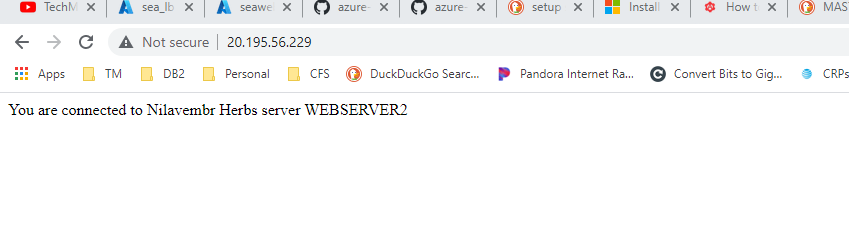 TechM sea_lb seawe azure- azure- setup Install How t MAS
Not secure 20.195.56.229
Apps TM DB2 Personal CFS DuckDuckGo Searc... Pandora Internet Ra... Convert Bits to Gig... CRPs
You are connected to Nilavembr Herbs server WEBSERVER2